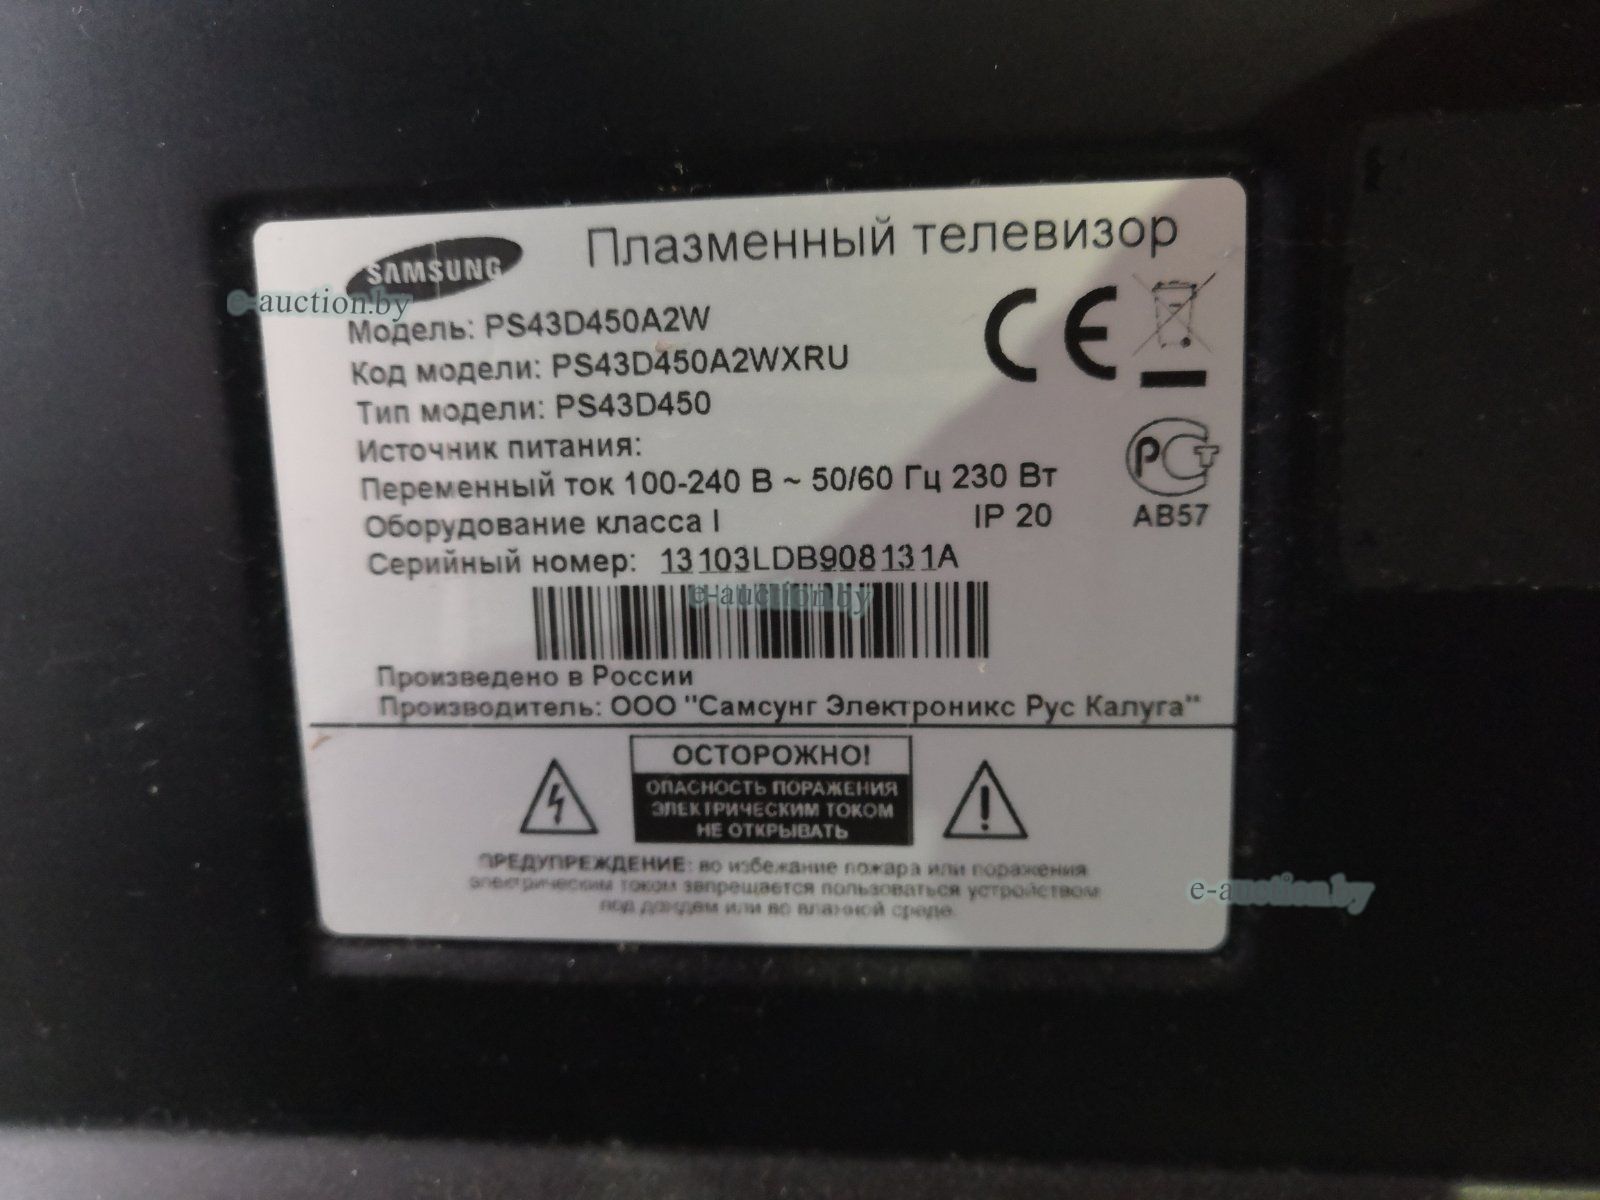 SAMSUNG
Плазменный телевизор
e-auction.by
Модель: PS43D450A2W
Код модели: PS43D450A2WXRU
Тип модели: PS43D450
Источник питания:
Переменный ток 100-240 В ~ 50/60 Гц 230 Вт
Оборудование класса I IP 20
АВ57
Серийный номер: 13103LDB908131A
e-auction.by
Произведено в России
Производитель: ООО "Самсунг Электроникс Рус Калуга"
ОСТОРОЖНО!
ОПАСНОСТЬ ПОРАЖЕНИЯ
ЭЛЕКТРИЧЕСКИМ ТОКОМ
НЕ ОТКРЫВАТЬ
ПРЕДУПРЕЖДЕНИЕ: во избежание пожара или поражения
электрическим током запрещается пользоваться устройством
под дождем или во влажной среде.
e-auction.by